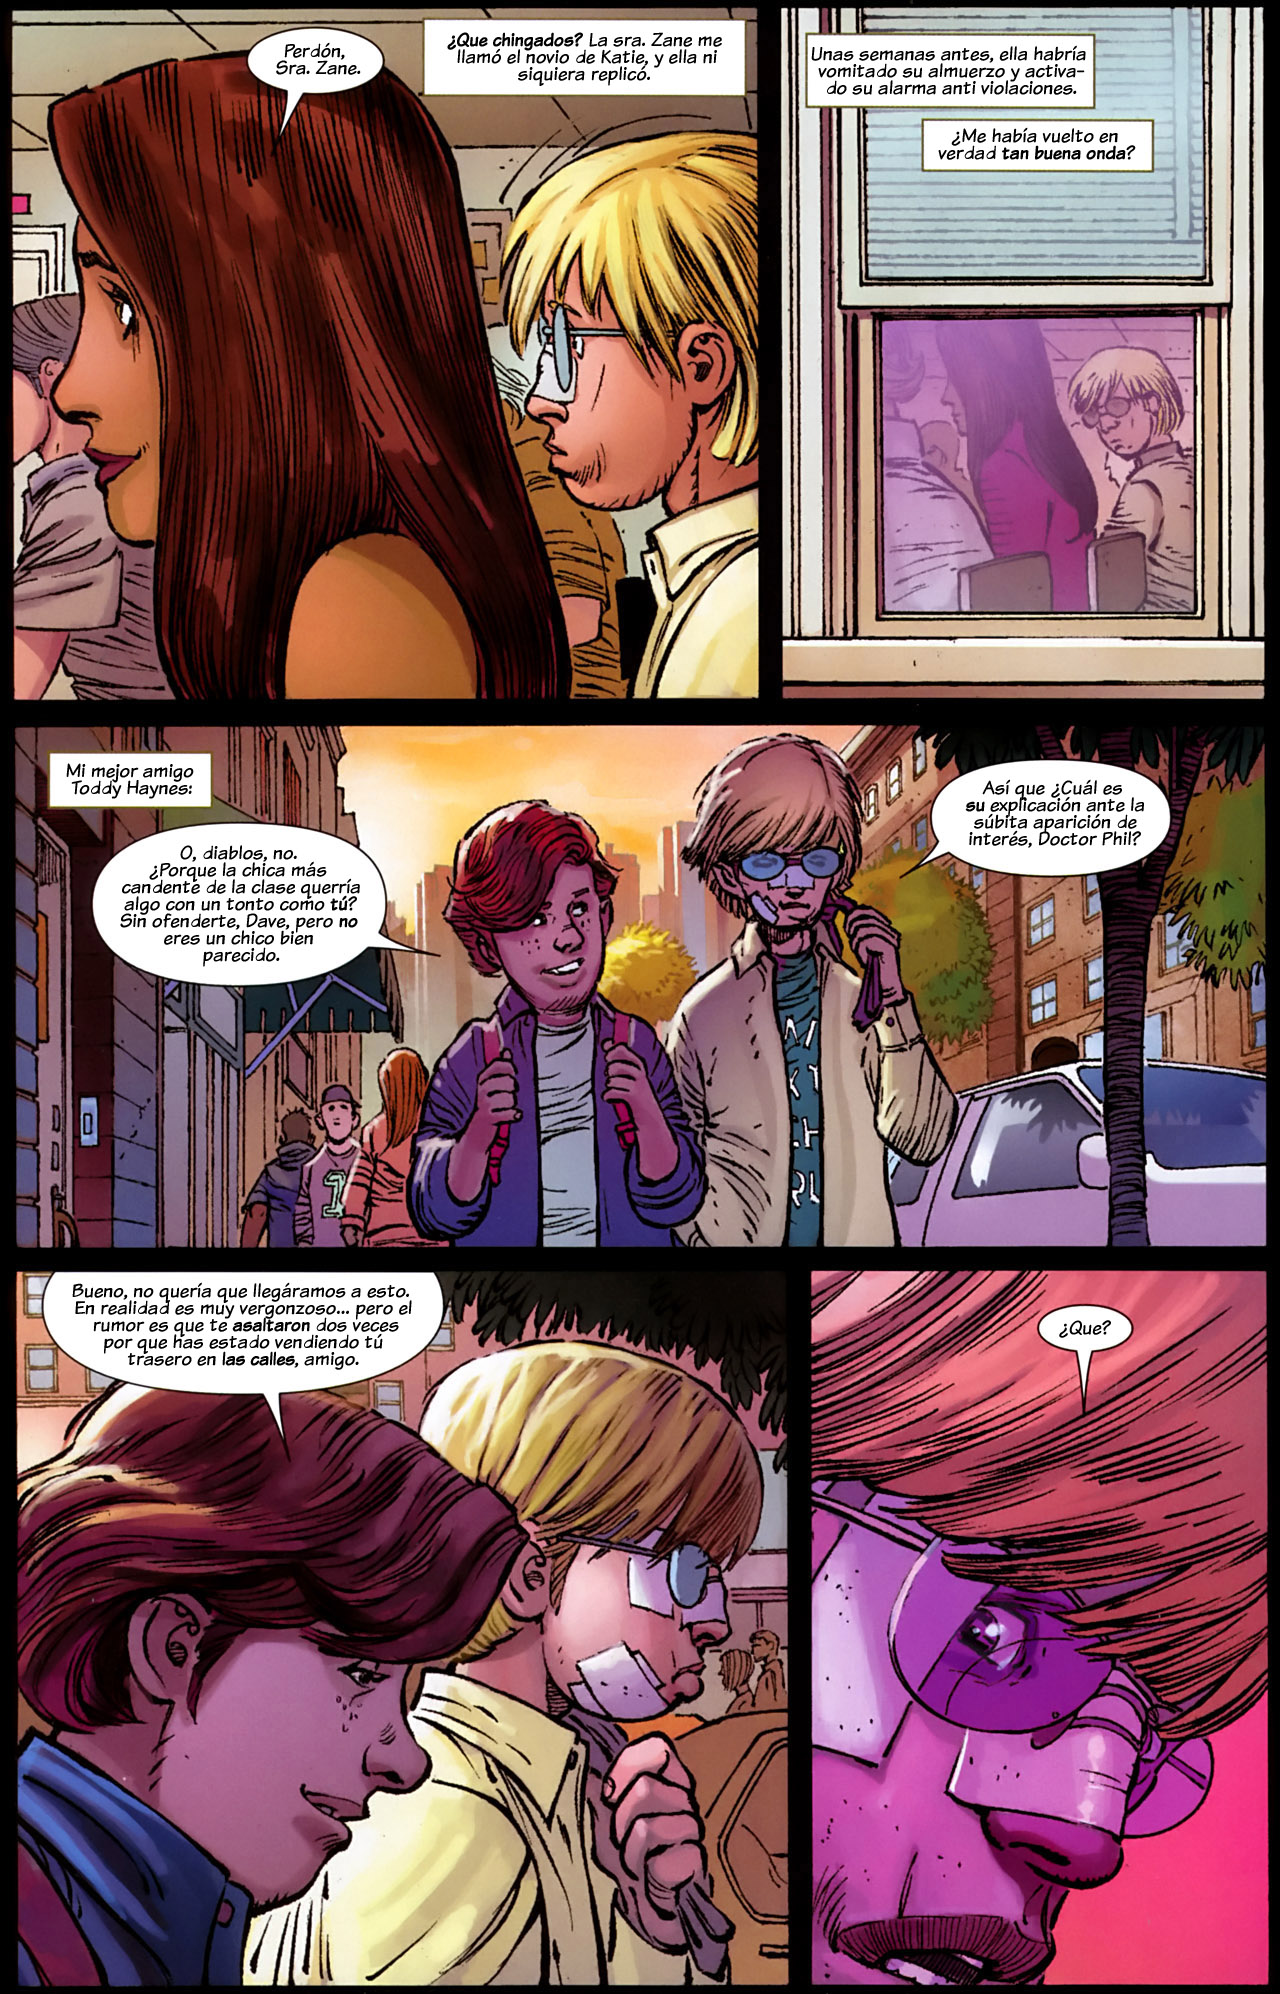 Perdón,
Sra. Zane.
¿Que chingados? La sra. Zane me
llamó el novio de Katie, y ella ni
siquiera replicó.
Unas semanas antes, ella habría
vomitado su almuerzo y activa-
do su alarma anti violaciones.
¿Me había vuelto en
verdad tan buena onda?
Mi mejor amigo
Toddy Haynes:
O, diablos, no.
¿Porque la chica más
candente de la clase querría
algo con un tonto como tú?
Sin ofenderte, Dave, pero no
eres un chico bien
parecido.
Así que ¿Cuál es
su explicación ante la
súbita aparición de
interés, Doctor Phil?
1
Bueno, no quería que llegáramos a esto.
En realidad es muy vergonzoso... pero el
rumor es que te asaltaron dos veces
por que has estado vendiendo tú
trasero en las calles, amigo.
¿Que?